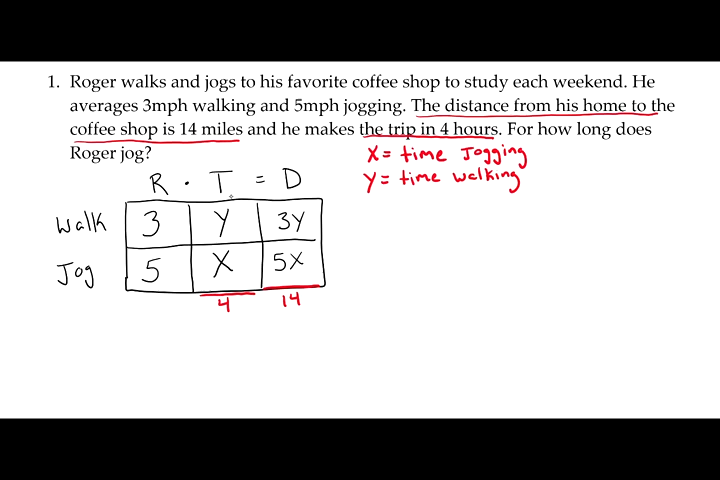 1. Roger walks and jogs to his favorite coffee shop to study each weekend. He
averages 3mph walking and 5mph jogging. The distance from his home to the
coffee shop is 14 miles and he makes the trip in 4 hours. For how long does
Roger jog?
X = time Jogging
Y = time walking
R · T = D
Walk 3 Y 3Y
Jog 5 X 5X
4 14